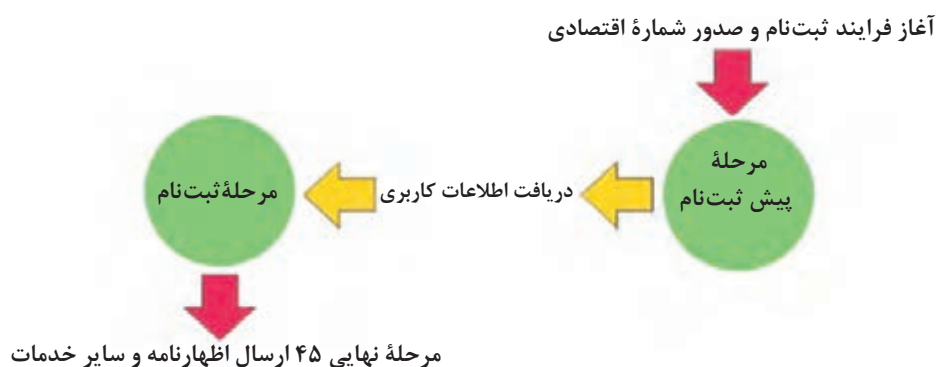 آغاز فرایند ثبت‌نام و صدور شمارهٔ اقتصادی
مرحلهٔ
پیش ثبت‌نام
دریافت اطلاعات کاربری
مرحلهٔ ثبت‌نام
مرحلهٔ نهایی ۴۵ ارسال اظهارنامه و سایر خدمات